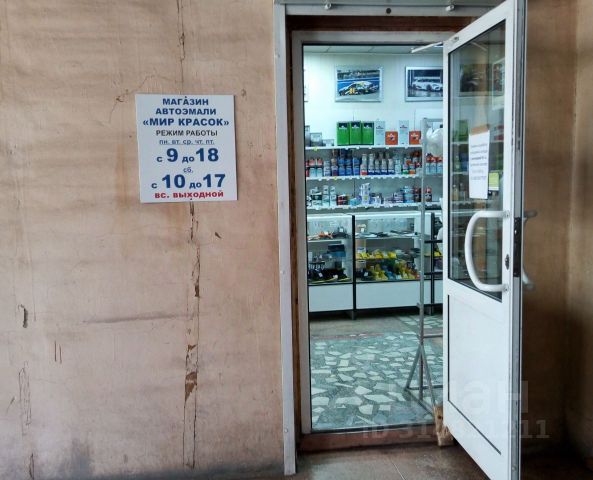 МАГАЗИН
АВТОЭМАЛИ
«МИР КРАСОК»
РЕЖИМ РАБОТЫ
ПН. ВТ. СР. ЧТ. ПТ.
с 9 до 18
сб.
с 10 до 17
ВС. ВЫХОДНОЙ